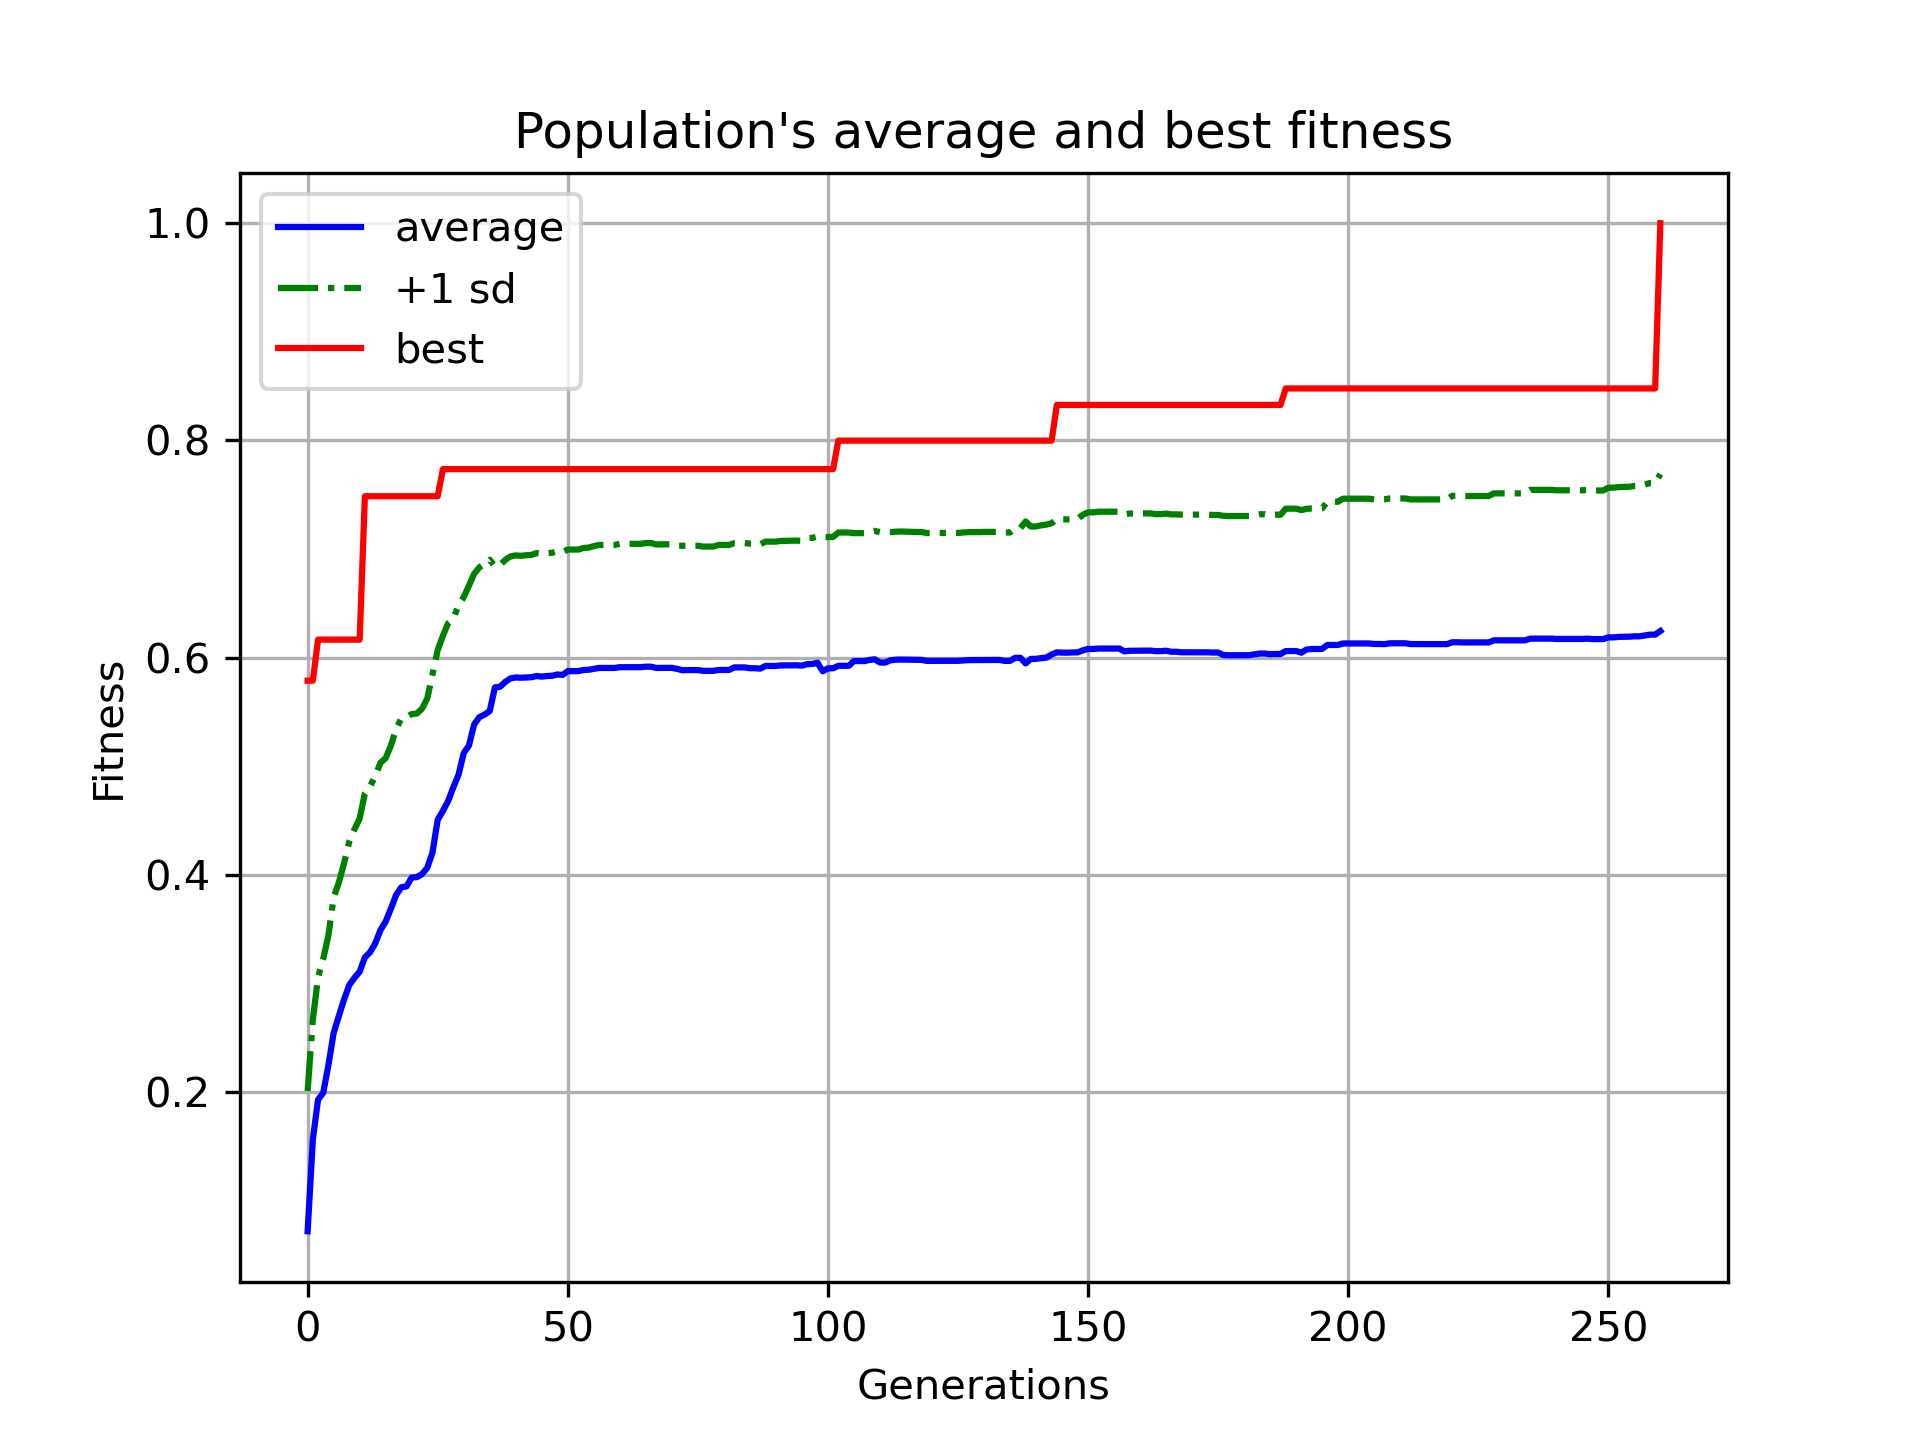 Population's average and best fitness
average
+1 sd
best
1.0
0.8
0.6
0.4
0.2
Fitness
0 50 100 150 200 250
Generations